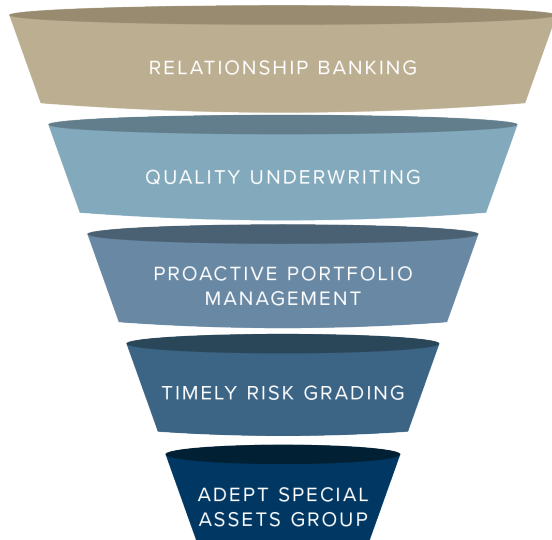 RELATIONSHIP BANKING
QUALITY UNDERWRITING
PROACTIVE PORTFOLIO
MANAGEMENT
TIMELY RISK GRADING
ADEPT SPECIAL
ASSETS GROUP